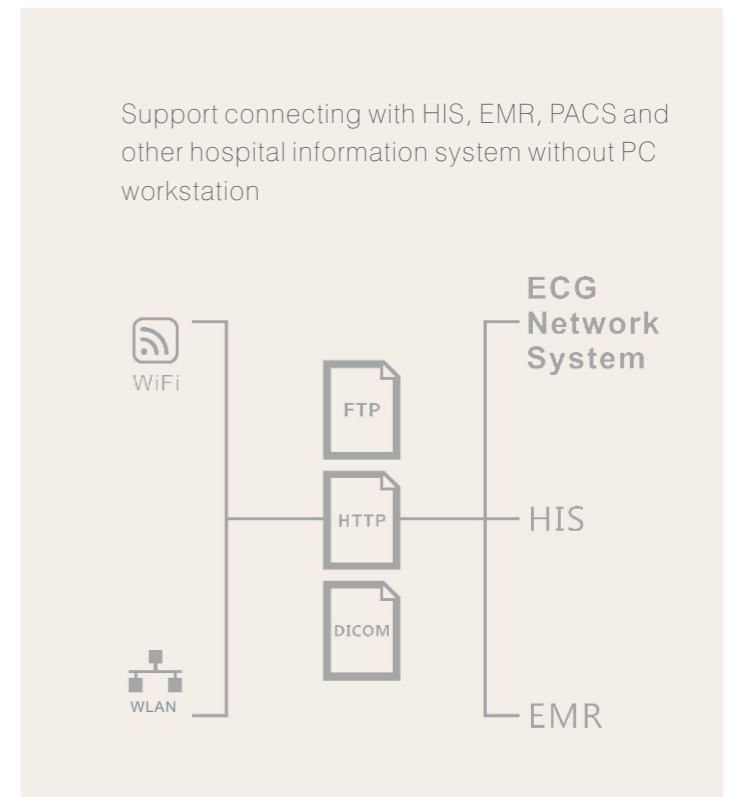 Support connecting with HIS, EMR, PACS and
other hospital information system without PC
workstation
ECG
Network
System
WiFi
FTP
HTTP
HIS
DICOM
WLAN
EMR